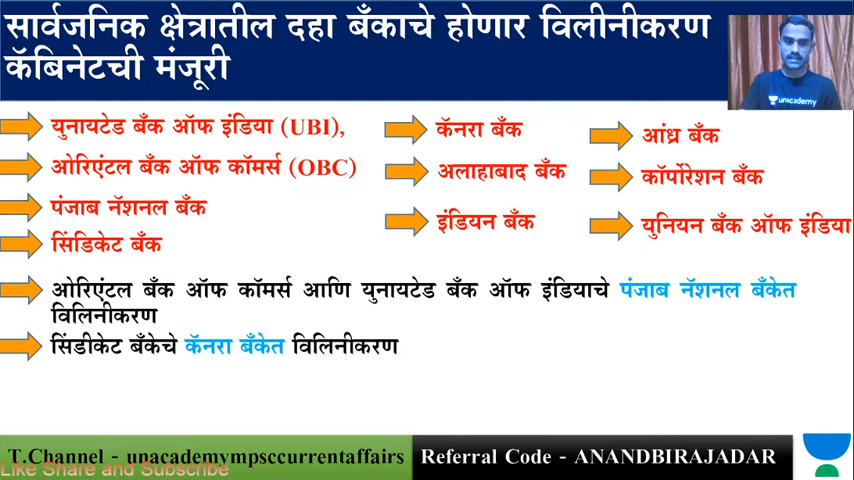 सार्वजनिक क्षेत्रातील दहा बँकाचे होणार विलीनीकरण
कॅबिनेटची मंजूरी
unacademy
युनायटेड बँक ऑफ इंडिया (UBI),
ओरिएंटल बँक ऑफ कॉमर्स (OBC)
पंजाब नॅशनल बँक
सिंडिकेट बँक
कॅनरा बँक
अलाहाबाद बँक
इंडियन बँक
आंध्र बँक
कॉर्पोरेशन बँक
युनियन बँक ऑफ इंडिया
ओरिएंटल बँक ऑफ कॉमर्स आणि युनायटेड बँक ऑफ इंडियाचे पंजाब नॅशनल बँकेत
विलिनीकरण
सिंडीकेट बँकेचे कॅनरा बँकेत विलिनीकरण
T.Channel - unacademympsccurrentaffairs
Referral Code - ANANDBIRAJADAR
Like Share and Subscribe